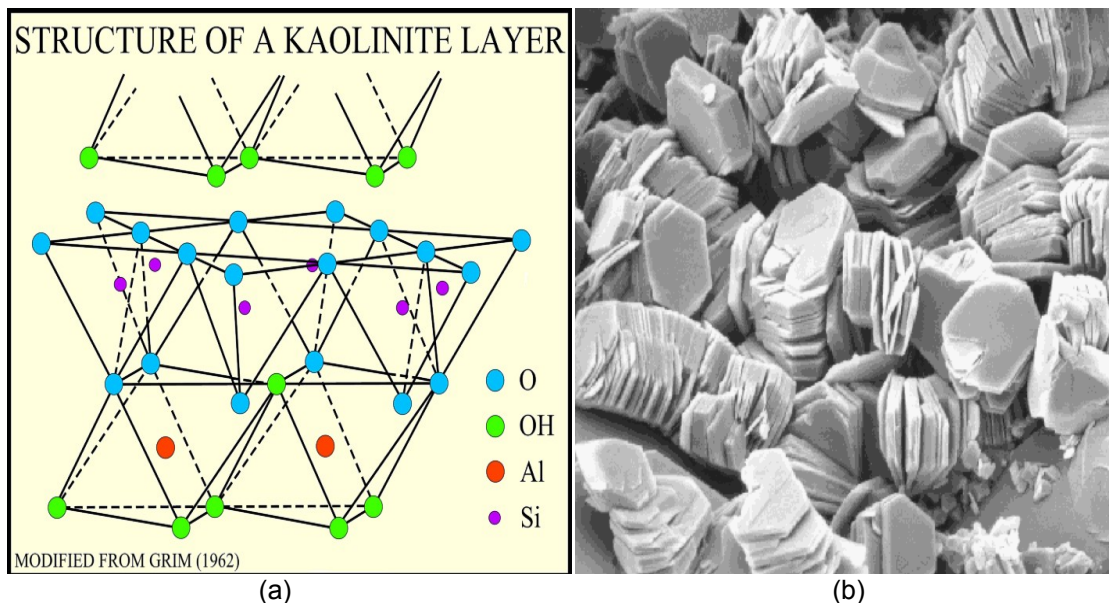 STRUCTURE OF A KAOLINITE LAYER
O
OH
Al
Si
MODIFIED FROM GRIM (1962)
(a)
(b)